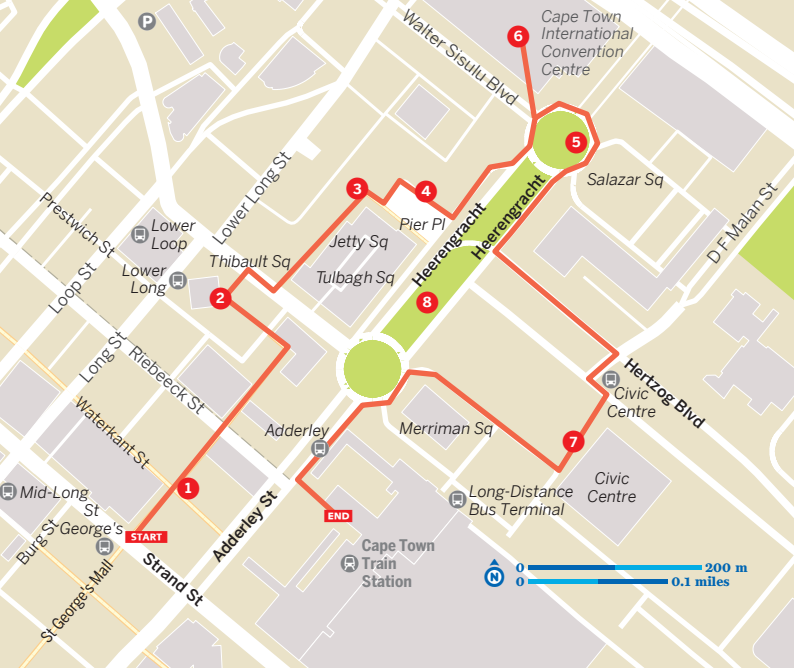 P
Walter Sisulu Blvd
6
Cape Town
International
Convention
Centre
5
Salazar Sq
D F Malan St
Lower Long St
3
4
Pier Pl
Heerengracht
Heerengracht
Prestwich St
Lower
Loop
Thibault Sq
Jetty Sq
Tulbagh Sq
Lower
Long
2
8
Loop St
Long St
Riebeeck St
Hertzog Blvd
Civic
Centre
Waterkant St
Adderley
Merriman Sq
7
Civic
Centre
Mid-Long
St
1
Long-Distance
Bus Terminal
St
George's
START
END
Burg St
Adderley St
Cape Town
Train
Station
Strand St
St George's Mall
N
0 200 m
0 0.1 miles